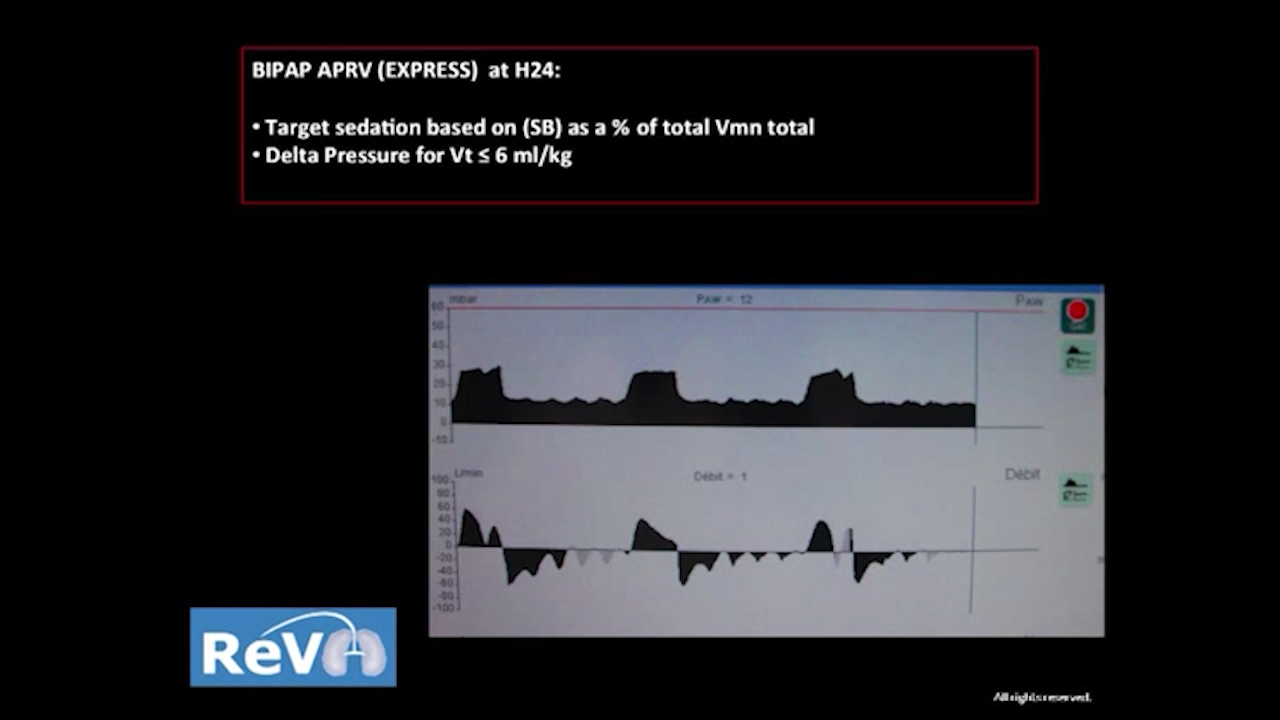 BIPAP APRV (EXPRESS) at H24:
• Target sedation based on (SB) as a % of total Vmn total
• Delta Pressure for Vt ≤ 6 ml/kg
mbar
Paw = 12
Paw
60
50
40
30
20
10
0
-10
L/min
Débit = 1
Débit
100
80
60
40
20
0
-20
-40
-60
-80
-100
ReVA
All rights reserved.